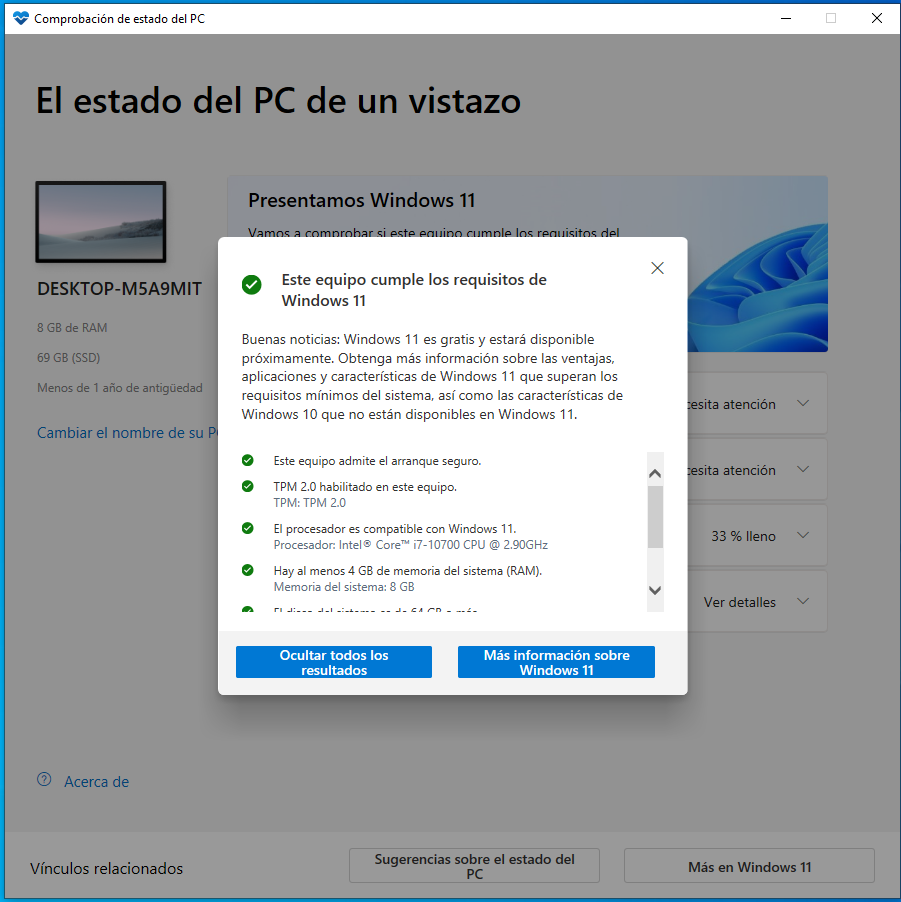 Comprobación de estado del PC
El estado del PC de un vistazo
DESKTOP-M5A9MIT
8 GB de RAM
69 GB (SSD)
Menos de 1 año de antigüedad
Cambiar el nombre de su
Presentamos Windows 11
Vamos a comprobar si este equipo cumple los requisitos del
Este equipo cumple los requisitos de
Windows 11
Buenas noticias: Windows 11 es gratis y estará disponible
próximamente. Obtenga más información sobre las ventajas,
aplicaciones y características de Windows 11 que superan los
requisitos mínimos del sistema, así como las características de
Windows 10 que no están disponibles en Windows 11.
Este equipo admite el arranque seguro.
TPM 2.0 habilitado en este equipo.
TPM: TPM 2.0
El procesador es compatible con Windows 11.
Procesador: Intel® Core™ i7-10700 CPU @ 2.90GHz
Hay al menos 4 GB de memoria del sistema (RAM).
Memoria del sistema: 8 GB
El disco del sistema es de 64 GB o más.
Ocultar todos los
resultados
Más información sobre
Windows 11
cesita atención
cesita atención
33 % lleno
Ver detalles
Acerca de
Vínculos relacionados
Sugerencias sobre el estado del
PC
Más en Windows 11